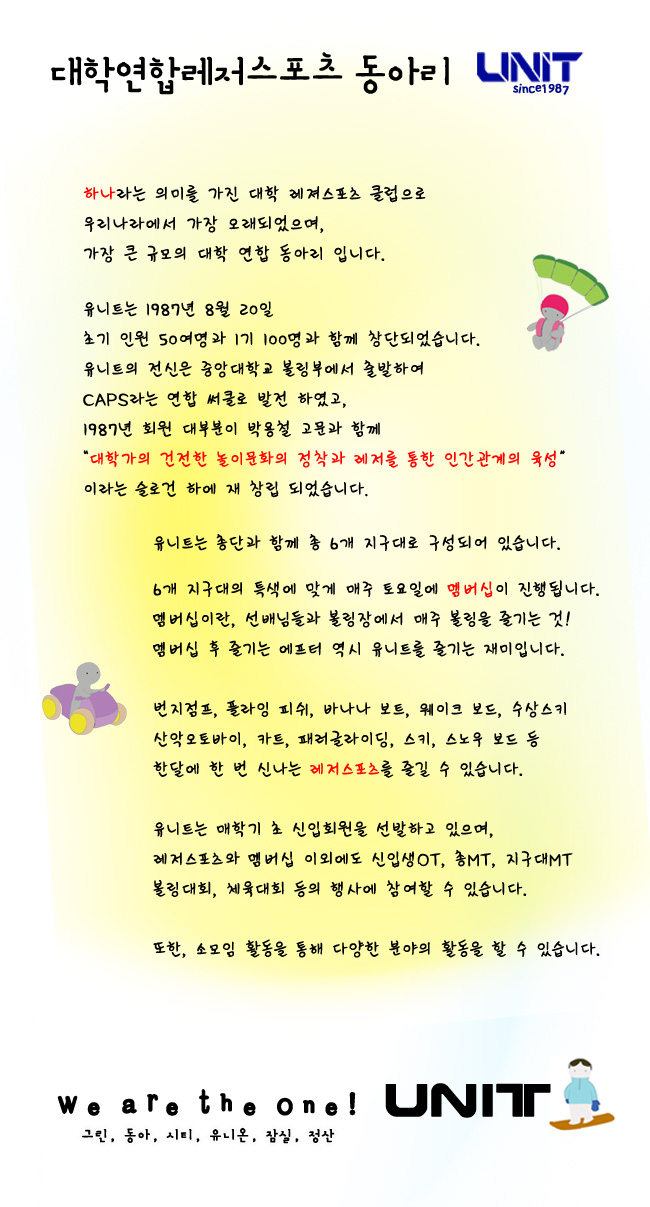 대학연합레저스포츠 동아리 UNIT
since1987
하나라는 의미를 가진 대학 레져스포츠 클럽으로
우리나라에서 가장 오래되었으며,
가장 큰 규모의 대학 연합 동아리 입니다.
유니트는 1987년 8월 20일
초기 인원 50여명과 1기 100명과 함께 창단되었습니다.
유니트의 전신은 중앙대학교 볼링부에서 출발하여
CAPS라는 연합 써클로 발전 하였고,
1987년 회원 대부분이 박용철 고문과 함께
"대학가의 건전한 놀이문화의 정착과 레저를 통한 인간관계의 육성"
이라는 슬로건 하에 재 창립 되었습니다.
유니트는 총단과 함께 총 6개 지구대로 구성되어 있습니다.
6개 지구대의 특색에 맞게 매주 토요일에 멤버십이 진행됩니다.
멤버십이란, 선배님들과 볼링장에서 매주 볼링을 즐기는 것!
멤버십 후 즐기는 에프터 역시 유니트를 즐기는 재미입니다.
번지점프, 플라잉 피쉬, 바나나 보트, 웨이크 보드, 수상스키
산악오토바이, 카트, 패러글라이딩, 스키, 스노우 보드 등
한달에 한 번 신나는 레저스포츠를 즐길 수 있습니다.
유니트는 매학기 초 신입회원을 선발하고 있으며,
레저스포츠와 멤버십 이외에도 신입생OT, 총MT, 지구대MT
볼링대회, 체육대회 등의 행사에 참여할 수 있습니다.
또한, 소모임 활동을 통해 다양한 분야의 활동을 할 수 있습니다.
We are the One! UNIT
그린, 동아, 시티, 유니온, 잠실, 정산